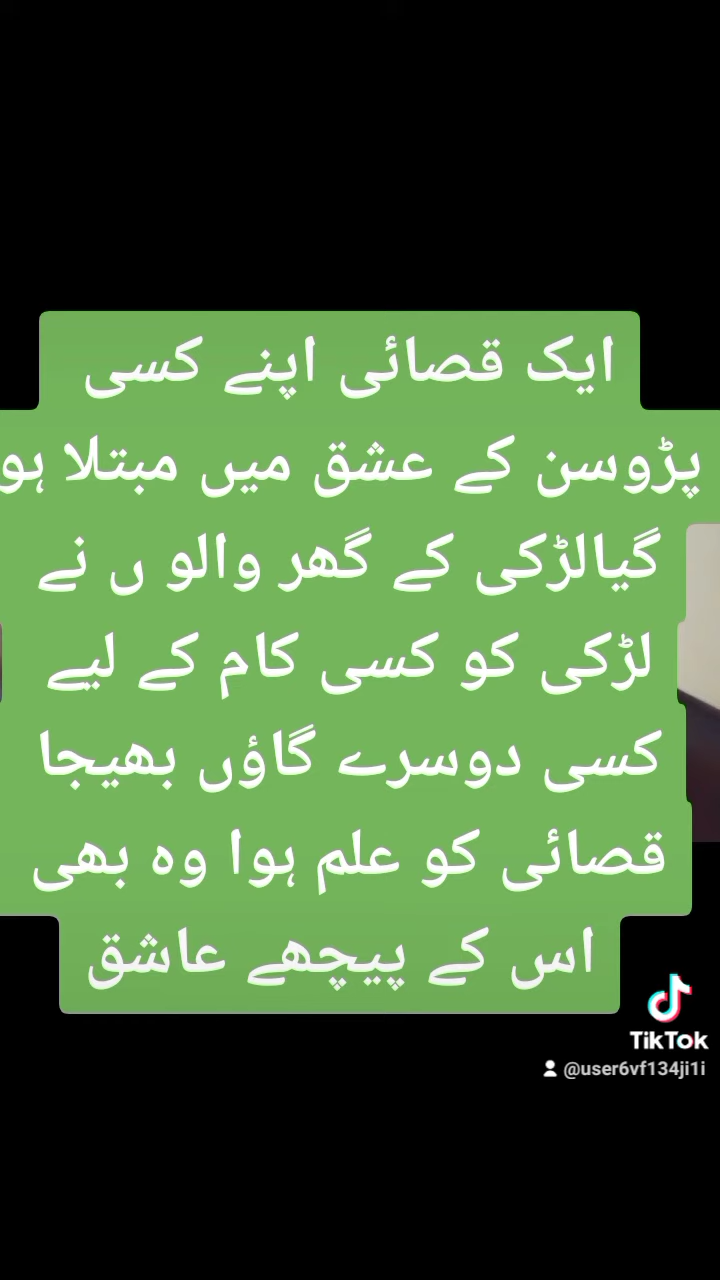 ایک قصائی اپنے کسی
پڑوسن کے عشق میں مبتلا ہو
گیالڑکی کے گھر والو ں نے
لڑکی کو کسی کام کے لیے
کسی دوسرے گاؤں بھیجا
قصائی کو علم ہوا وہ بھی
اس کے پیچھے عاشق
TikTok
@user6vf134ji1i